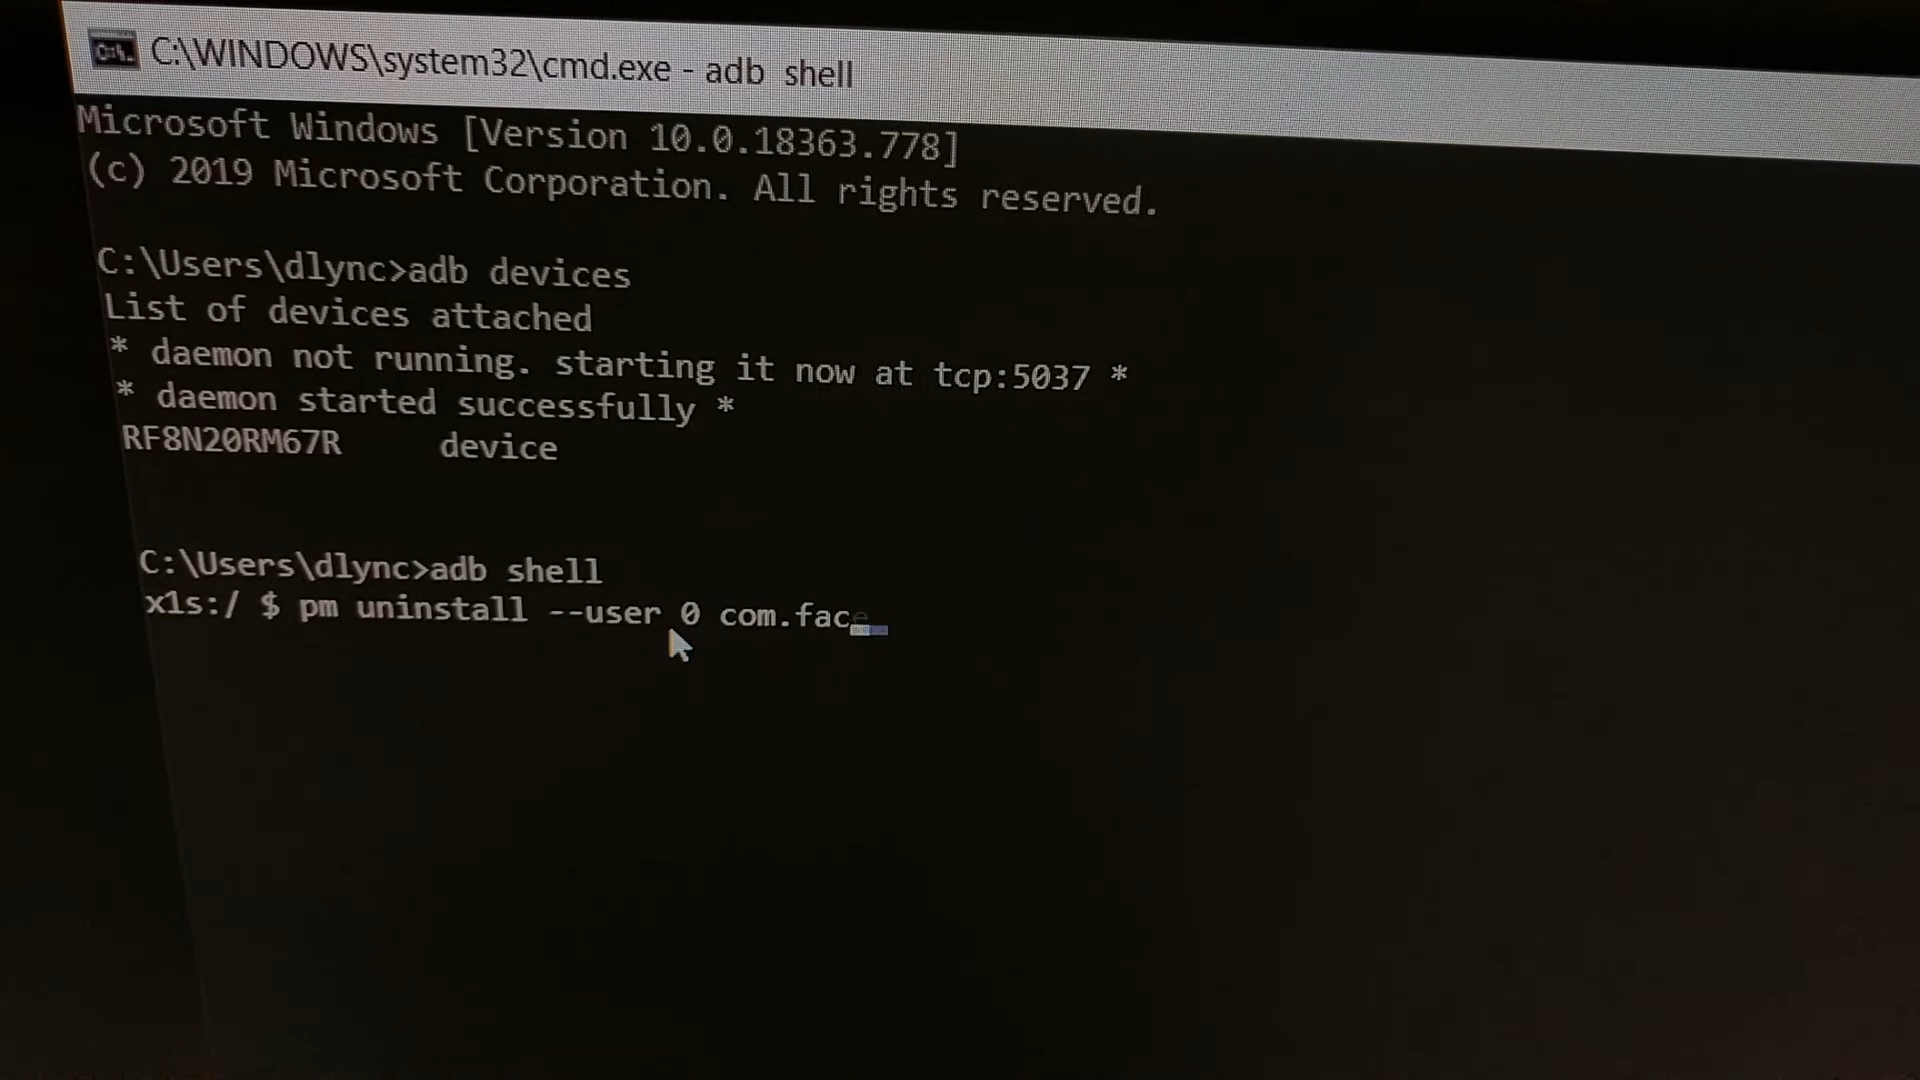 C:\WINDOWS\system32\cmd.exe - adb  shell
Microsoft Windows [Version 10.0.18363.778]
(c) 2019 Microsoft Corporation. All rights reserved.
C:\Users\dlync>adb devices
List of devices attached
* daemon not running. starting it now at tcp:5037 *
* daemon started successfully *
RF8N20RM67R     device
C:\Users\dlync>adb shell
x1s:/ $ pm uninstall --user 0 com.face